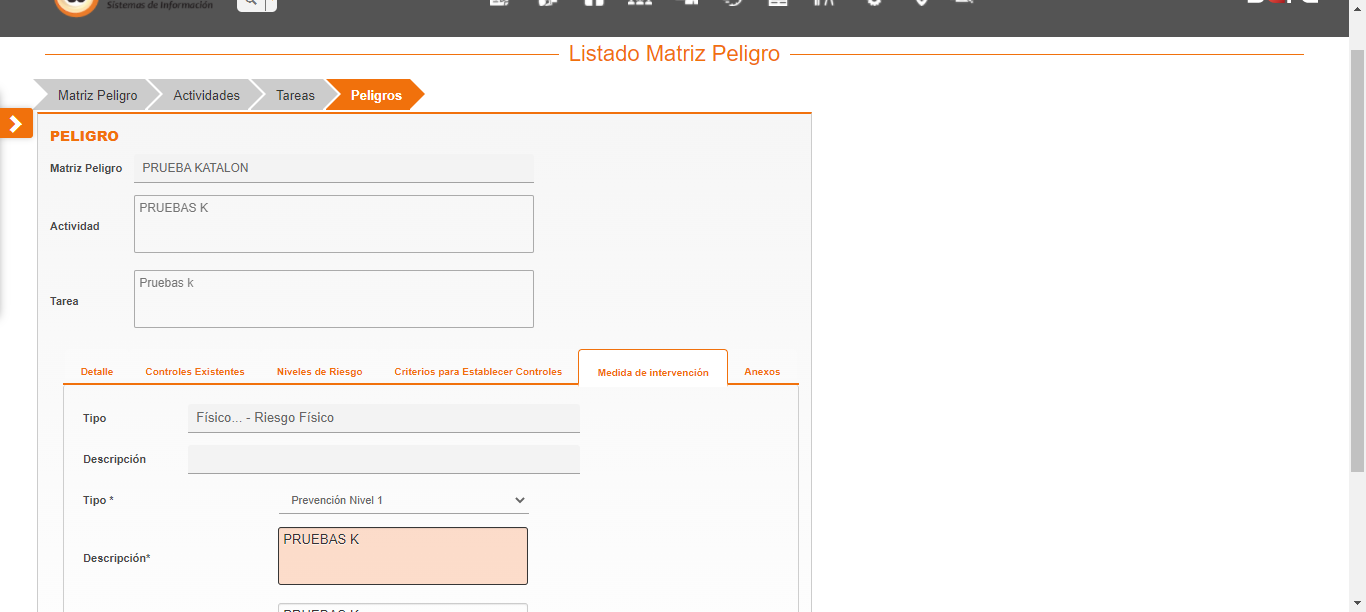 Sistemas de Información
Listado Matriz Peligro
Matriz Peligro
Actividades
Tareas
Peligros
PELIGRO
Matriz Peligro
PRUEBA KATALON
Actividad
PRUEBAS K
Tarea
Pruebas k
Detalle
Controles Existentes
Niveles de Riesgo
Criterios para Establecer Controles
Medida de intervención
Anexos
Tipo
Físico... - Riesgo Físico
Descripción
Tipo *
Prevención Nivel 1
Descripción*
PRUEBAS K
PRUEBAS K